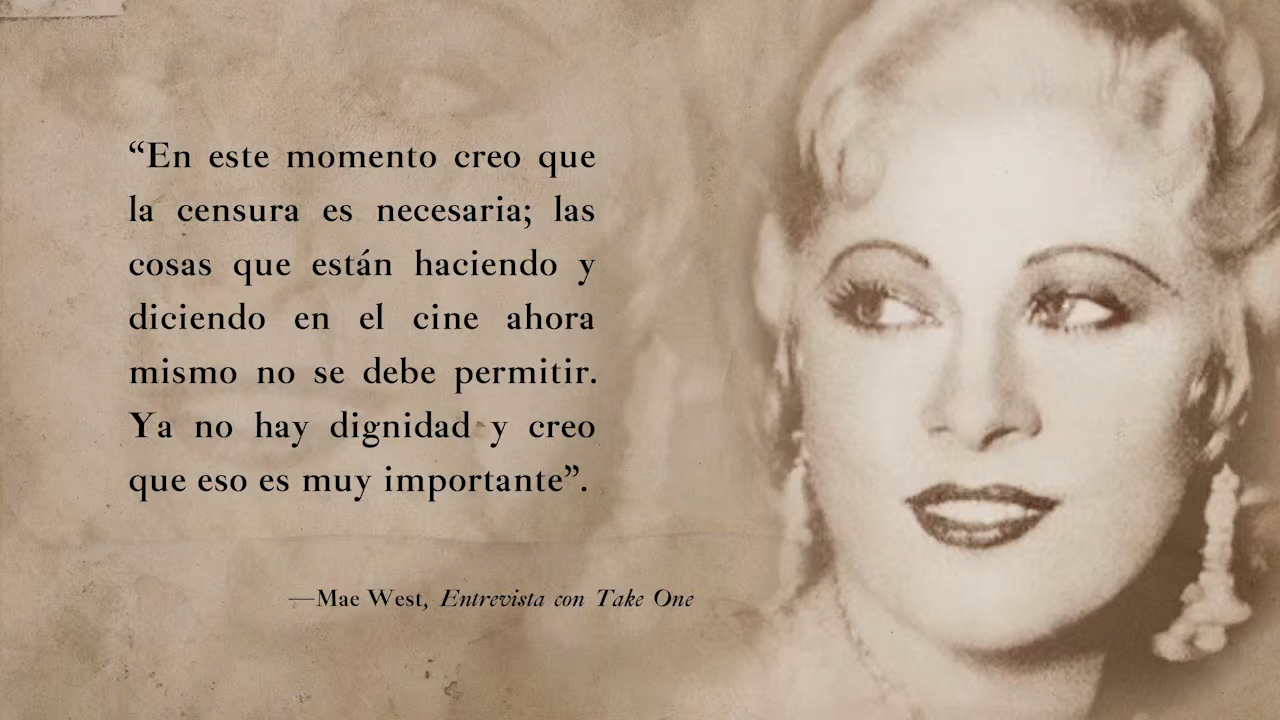 “En este momento creo que
la censura es necesaria; las
cosas que están haciendo y
diciendo en el cine ahora
mismo no se debe permitir.
Ya no hay dignidad y creo
que eso es muy importante”.
—Mae West, Entrevista con Take One